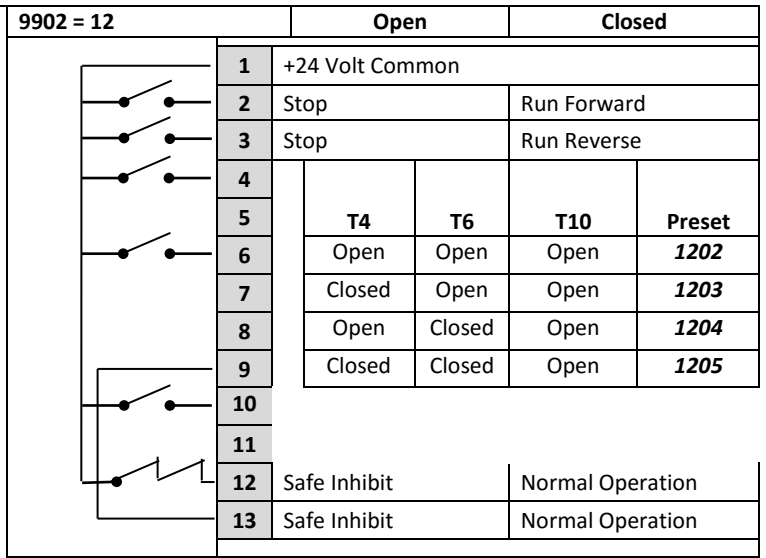 9902 = 12 Open Closed
1 +24 Volt Common
2 Stop Run Forward
3 Stop Run Reverse
4
5 T4 T6 T10 Preset
6 Open Open Open 1202
7 Closed Open Open 1203
8 Open Closed Open 1204
9 Closed Closed Open 1205
10
11
12 Safe Inhibit Normal Operation
13 Safe Inhibit Normal Operation